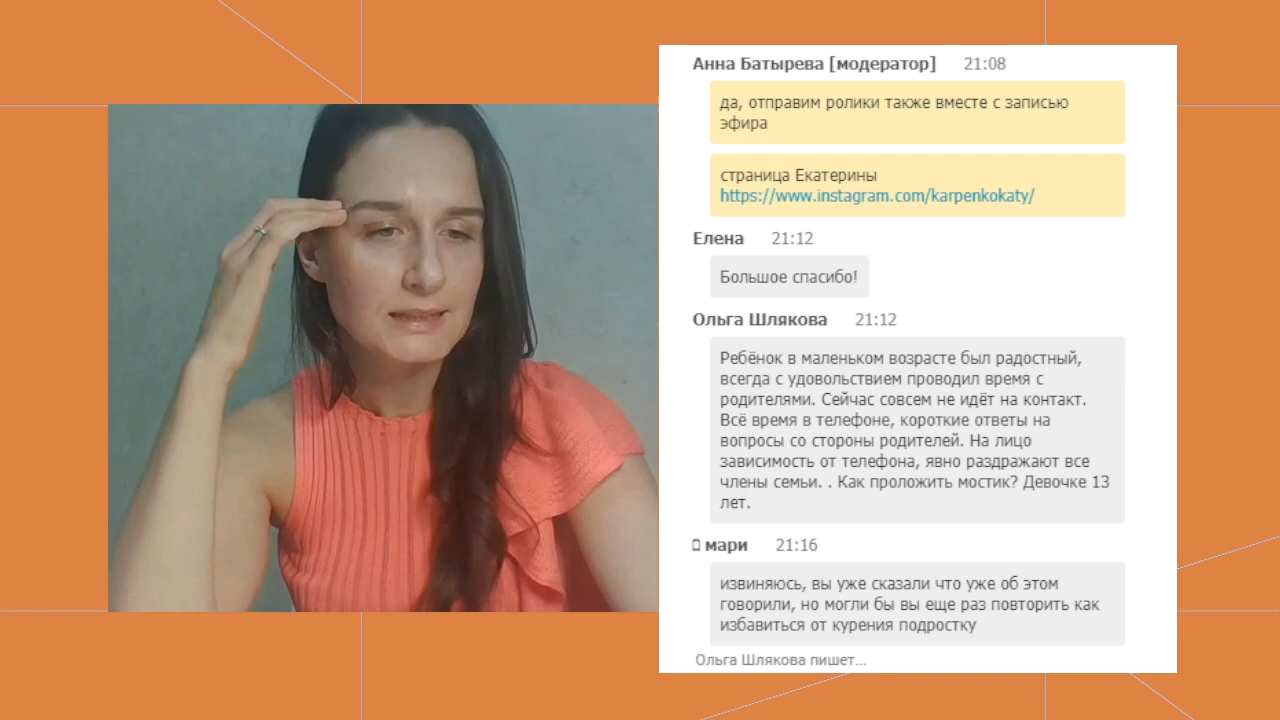 Анна Батырева [модератор] 21:08
да, отправим ролики также вместе с записью
эфира
страница Екатерины
https://www.instagram.com/karpenkokaty/
Елена 21:12
Большое спасибо!
Ольга Шлякова 21:12
Ребёнок в маленьком возрасте был радостный,
всегда с удовольствием проводил время с
родителями. Сейчас совсем не идёт на контакт.
Всё время в телефоне, короткие ответы на
вопросы со стороны родителей. На лицо
зависимость от телефона, явно раздражают все
члены семьи. . Как проложить мостик? Девочке 13
лет.
мари 21:16
извиняюсь, вы уже сказали что уже об этом
говорили, но могли бы вы еще раз повторить как
избавиться от курения подростку
Ольга Шлякова пишет...